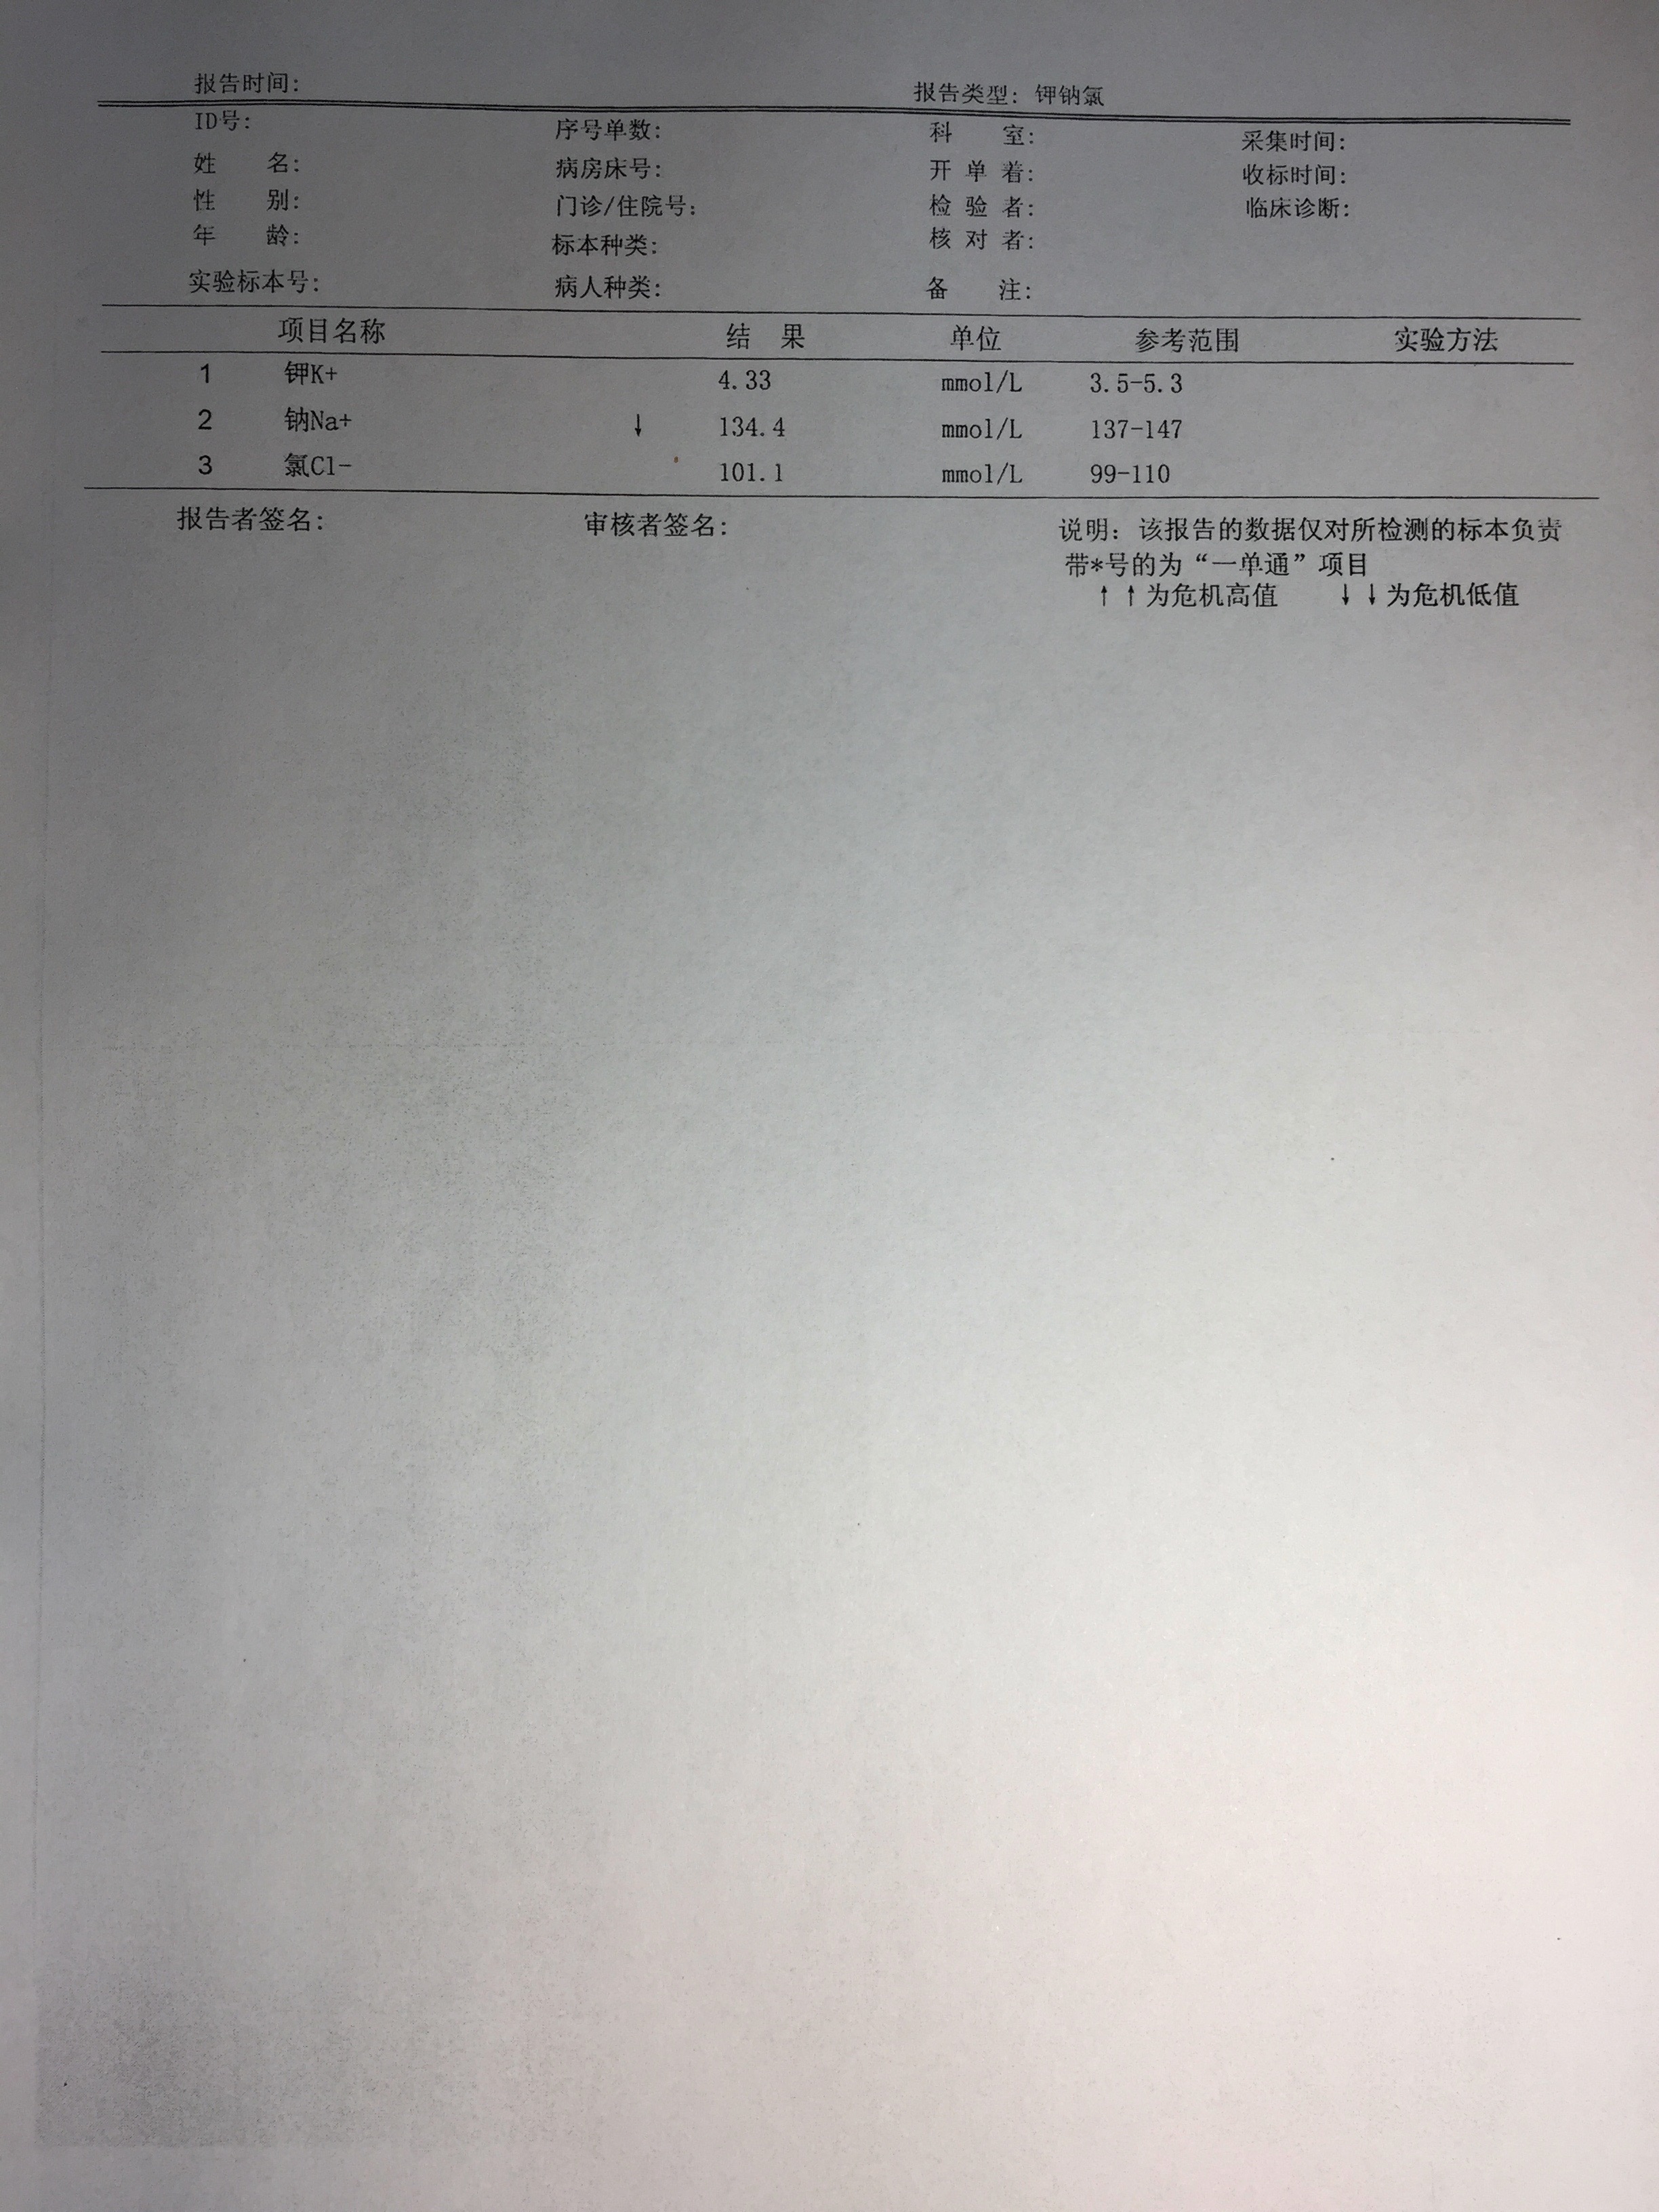 报告时间: 报告类型: 钾钠氯
ID号: 序号单数: 科 室: 采集时间:
姓 名: 病房床号: 开 单 着: 收标时间:
性 别: 门诊/住院号: 检 验 者: 临床诊断:
年 龄: 标本种类: 核 对 者:
实验标本号: 病人种类: 备 注:
项目名称 结 果 单位 参考范围 实验方法
1 钾K+ 4.33 mmol/L 3.5-5.3
2 钠Na+ ↓ 134.4 mmol/L 137-147
3 氯Cl- 101.1 mmol/L 99-110
报告者签名: 审核者签名: 说明: 该报告的数据仅对所检测的标本负责
带*号的为“一单通”项目
↑↑为危机高值 ↓↓为危机低值